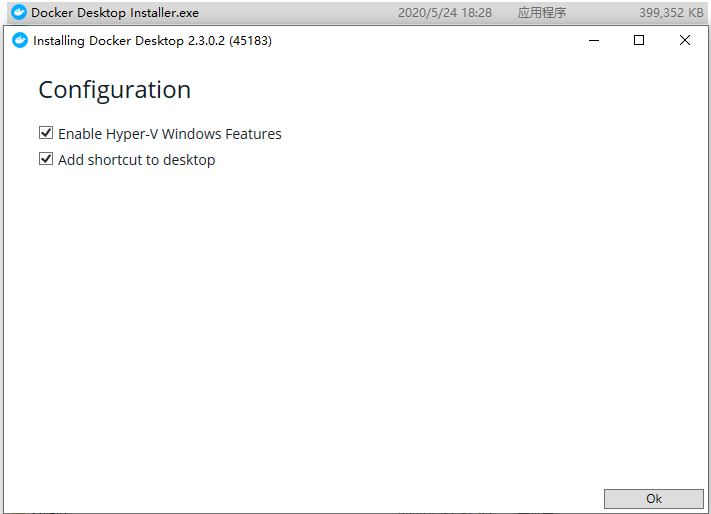 Docker Desktop Installer.exe 2020/5/24 18:28 应用程序 399,352 KB
Installing Docker Desktop 2.3.0.2 (45183)
Configuration
Enable Hyper-V Windows Features
Add shortcut to desktop
Ok